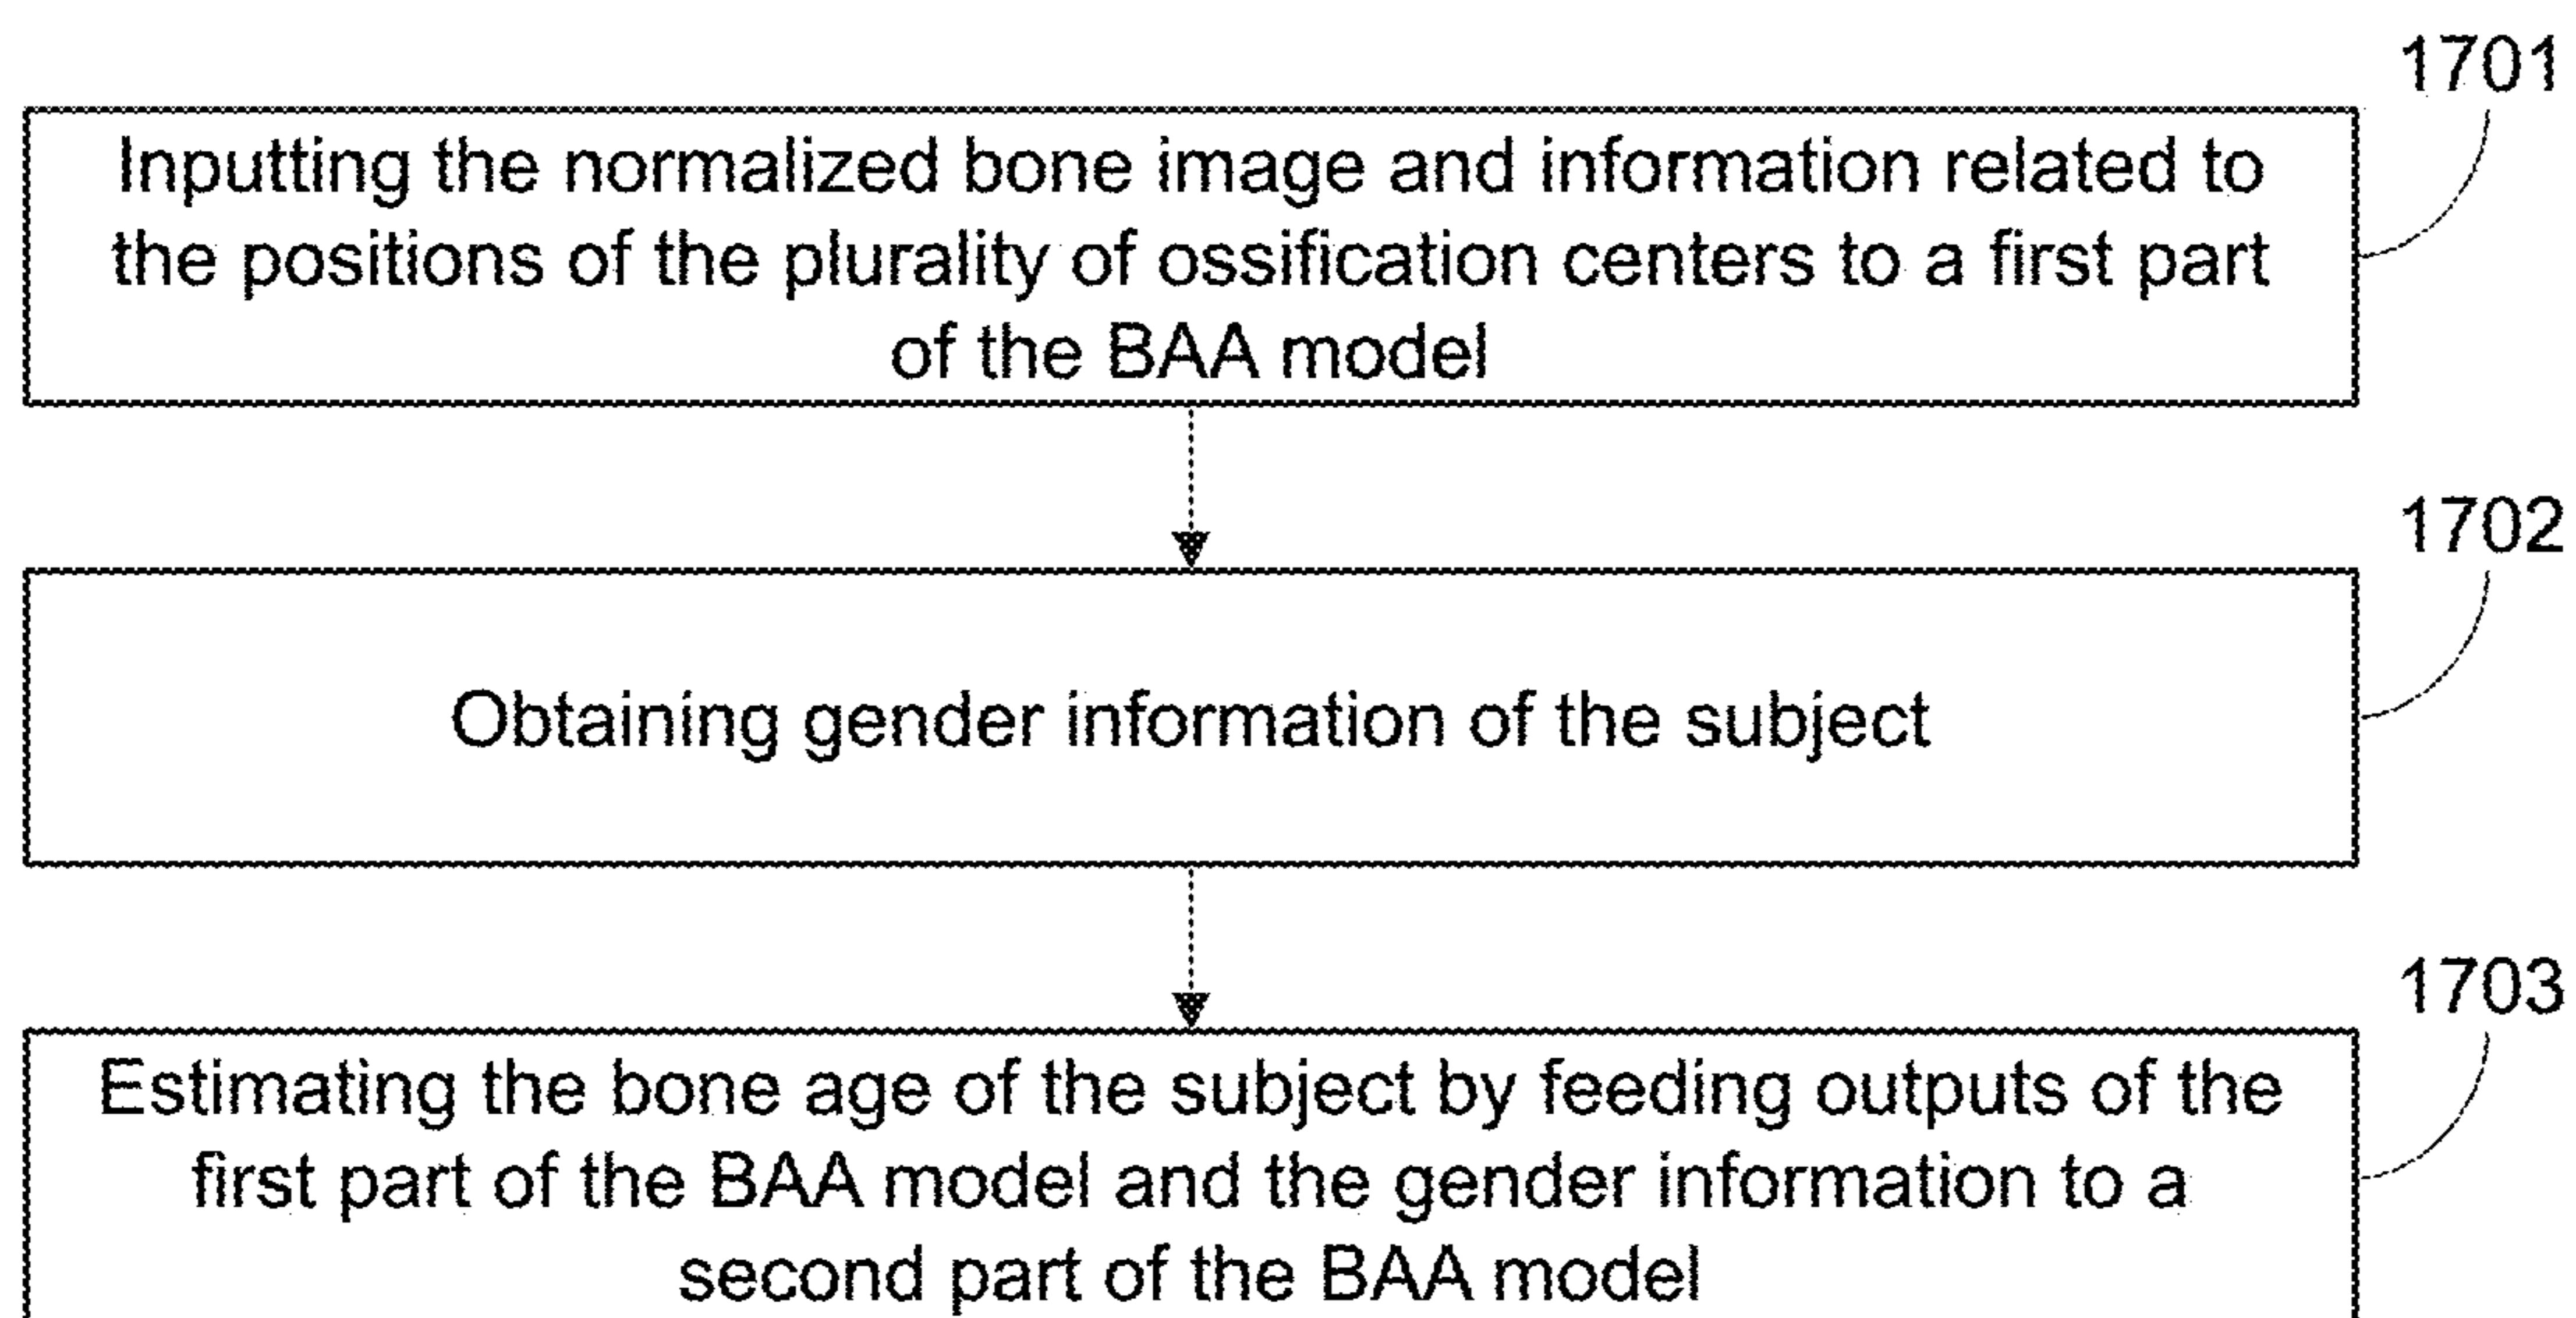 1701
Inputting the normalized bone image and information related to
the positions of the plurality of ossification centers to a first part
of the BAA model
1702
Obtaining gender information of the subject
1703
Estimating the bone age of the subject by feeding outputs of the
first part of the BAA model and the gender information to a
second part of the BAA model